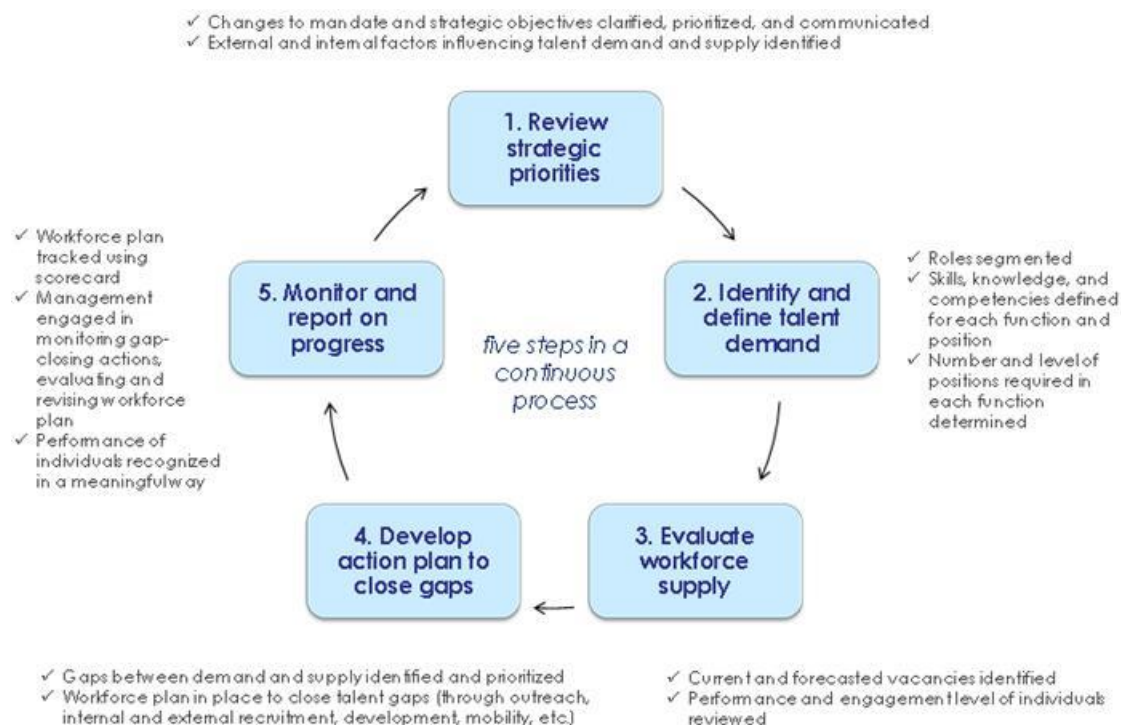 ✓ Changes to mandate and strategic objectives clarified, prioritized, and communicated
✓ External and internal factors influencing talent demand and supply identified
1. Review
strategic
priorities
2. Identify and
define talent
demand
✓ Roles segmented
✓ Skills, knowledge, and
competencies defined
for each function and
position
✓ Number and level of
positions required in
each function
determined
3. Evaluate
workforce
supply
✓ Current and forecasted vacancies identified
✓ Performance and engagement level of individuals
reviewed
4. Develop
action plan to
close gaps
✓ Gaps between demand and supply identified and prioritized
✓ Workforce plan in place to close talent gaps (through outreach,
internal and external recruitment, development, mobility, etc.)
5. Monitor and
report on
progress
✓ Workforce plan
tracked using
scorecard
✓ Management
engaged in
monitoring gap-
closing actions,
evaluating and
revising workforce
plan
✓ Performance of
individuals recognized
in a meaningful way
five steps in a
continuous
process